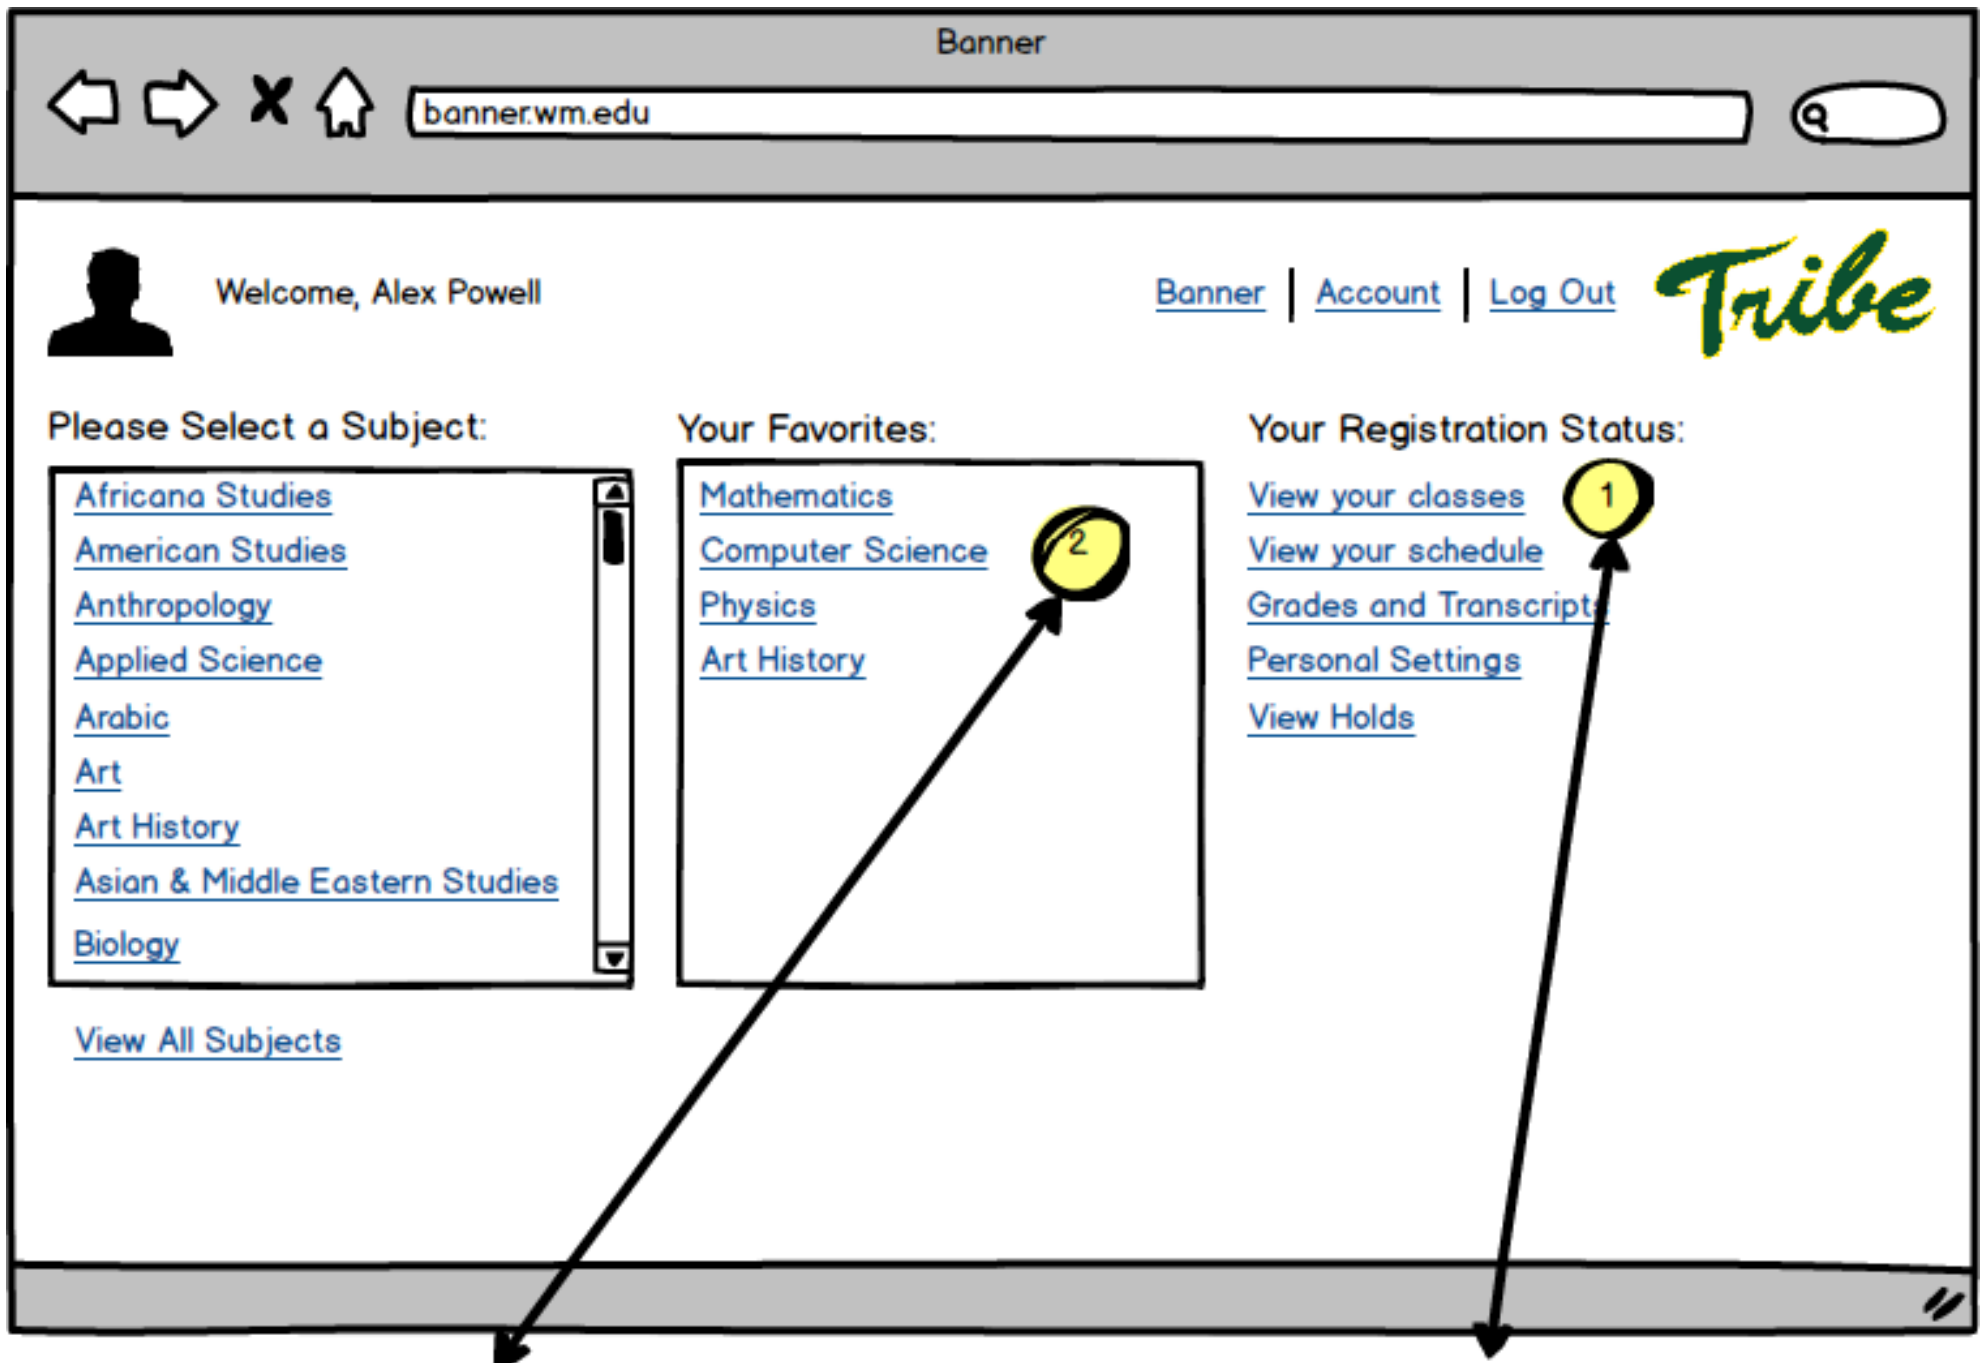 Banner
banner.wm.edu
Welcome, Alex Powell
Banner
Account
Log Out
Tribe
Please Select a Subject:
Africana Studies
American Studies
Anthropology
Applied Science
Arabic
Art
Art History
Asian & Middle Eastern Studies
Biology
View All Subjects
Your Favorites:
Mathematics
Computer Science
Physics
Art History
2
Your Registration Status:
View your classes
1
View your schedule
Grades and Transcripts
Personal Settings
View Holds